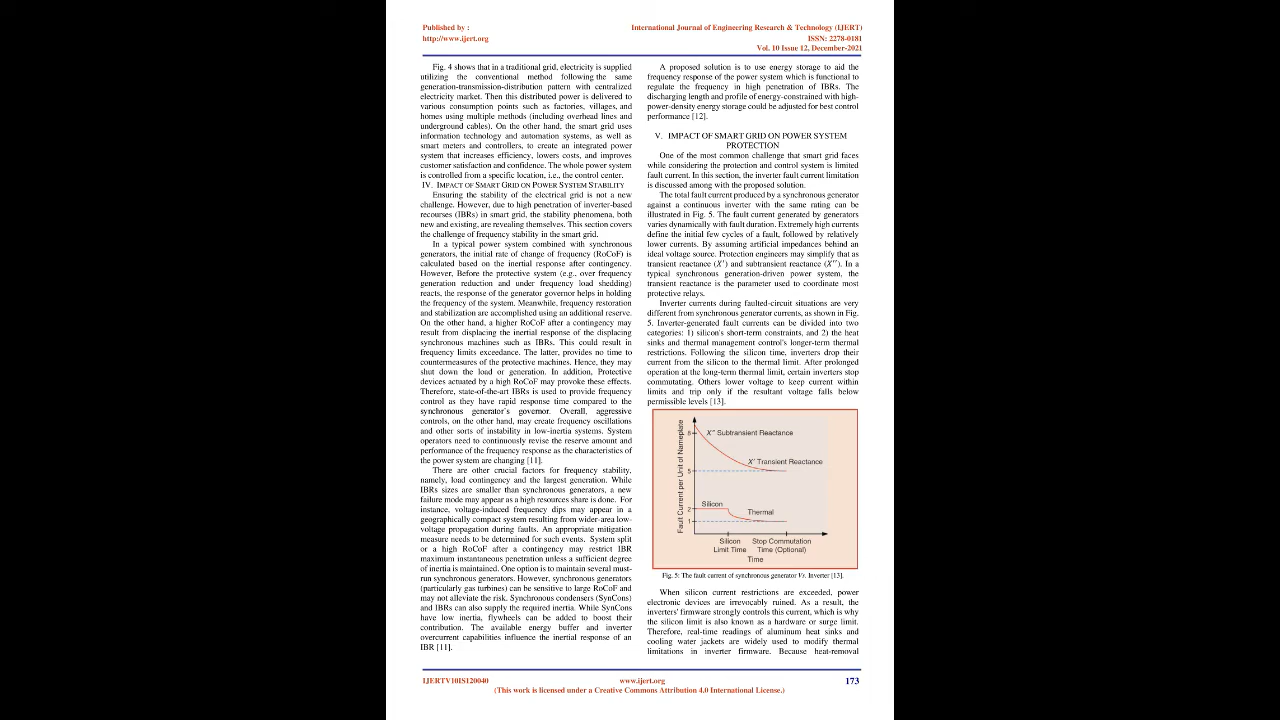 Published by :
http://www.ijert.org
International Journal of Engineering Research & Technology (IJERT)
ISSN: 2278-0181
Vol. 10 Issue 12, December-2021
Fig. 4 shows that in a traditional grid, electricity is supplied
utilizing the conventional method following the same
generation-transmission-distribution pattern with centralized
electricity market. Then this distributed power is delivered to
various consumption points such as factories, villages, and
homes using multiple methods (including overhead lines and
underground cables). On the other hand, the smart grid uses
information technology and automation systems, as well as
smart meters and controllers, to create an integrated power
system that increases efficiency, lowers costs, and improves
customer satisfaction and confidence. The whole power system
is controlled from a specific location, i.e., the control center.
IV. IMPACT OF SMART GRID ON POWER SYSTEM STABILITY
Ensuring the stability of the electrical grid is not a new
challenge. However, due to high penetration of inverter-based
recourses (IBRs) in smart grid, the stability phenomena, both
new and existing, are revealing themselves. This section covers
the challenge of frequency stability in the smart grid.
In a typical power system combined with synchronous
generators, the initial rate of change of frequency (RoCoF) is
calculated based on the inertial response after contingency.
However, Before the protective system (e.g., over frequency
generation reduction and under frequency load shedding)
reacts, the response of the generator governor helps in holding
the frequency of the system. Meanwhile, frequency restoration
and stabilization are accomplished using an additional reserve.
On the other hand, a higher RoCoF after a contingency may
result from displacing the inertial response of the displacing
synchronous machines such as IBRs. This could result in
frequency limits exceedance. The latter, provides no time to
countermeasures of the protective machines. Hence, they may
shut down the load or generation. In addition, Protective
devices actuated by a high RoCoF may provoke these effects.
Therefore, state-of-the-art IBRs is used to provide frequency
control as they have rapid response time compared to the
synchronous generator's governor. Overall, aggressive
controls, on the other hand, may create frequency oscillations
and other sorts of instability in low-inertia systems. System
operators need to continuously revise the reserve amount and
performance of the frequency response as the characteristics of
the power system are changing [11].
There are other crucial factors for frequency stability,
namely, load contingency and the largest generation. While
IBRs sizes are smaller than synchronous generators, a new
failure mode may appear as a high resources share is done. For
instance, voltage-induced frequency dips may appear in a
geographically compact system resulting from wider-area low-
voltage propagation during faults. An appropriate mitigation
measure needs to be determined for such events. System split
or a high RoCoF after a contingency may restrict IBR
maximum instantaneous penetration unless a sufficient degree
of inertia is maintained. One option is to maintain several must-
run synchronous generators. However, synchronous generators
(particularly gas turbines) can be sensitive to large RoCoF and
may not alleviate the risk. Synchronous condensers (SynCons)
and IBRs can also supply the required inertia. While SynCons
have low inertia, flywheels can be added to boost their
contribution. The available energy buffer and inverter
overcurrent capabilities influence the inertial response of an
IBR [11].
A proposed solution is to use energy storage to aid the
frequency response of the power system which is functional to
regulate the frequency in high penetration of IBRs. The
discharging length and profile of energy-constrained with high-
power-density energy storage could be adjusted for best control
performance [12].
V. IMPACT OF SMART GRID ON POWER SYSTEM
PROTECTION
One of the most common challenge that smart grid faces
while considering the protection and control system is limited
fault current. In this section, the inverter fault current limitation
is discussed among with the proposed solution.
The total fault current produced by a synchronous generator
against a continuous inverter with the same rating can be
illustrated in Fig. 5. The fault current generated by generators
varies dynamically with fault duration. Extremely high currents
define the initial few cycles of a fault, followed by relatively
lower currents. By assuming artificial impedances behind an
ideal voltage source. Protection engineers may simplify that as
transient reactance (X′) and subtransient reactance (X′′). In a
typical synchronous generation-driven power system, the
transient reactance is the parameter used to coordinate most
protective relays.
Inverter currents during faulted-circuit situations are very
different from synchronous generator currents, as shown in Fig.
5. Inverter-generated fault currents can be divided into two
categories: 1) silicon's short-term constraints, and 2) the heat
sinks and thermal management control's longer-term thermal
restrictions. Following the silicon time, inverters drop their
current from the silicon to the thermal limit. After prolonged
operation at the long-term thermal limit, certain inverters stop
commutating. Others lower voltage to keep current within
limits and trip only if the resultant voltage falls below
permissible levels [13].
Fault Current per Unit of Nameplate
8
X″ Subtransient Reactance
X′ Transient Reactance
5
Silicon
2
Thermal
1
Silicon
Limit Time
Stop Commutation
Time (Optional)
Time
Fig. 5: The fault current of synchronous generator Vs. Inverter [13].
When silicon current restrictions are exceeded, power
electronic devices are irrevocably ruined. As a result, the
inverters' firmware strongly controls this current, which is why
the silicon limit is also known as a hardware or surge limit.
Therefore, real-time readings of aluminum heat sinks and
cooling water jackets are widely used to modify thermal
limitations in inverter firmware. Because heat-removal
IJERTV10IS120040
www.ijert.org
173
(This work is licensed under a Creative Commons Attribution 4.0 International License.)